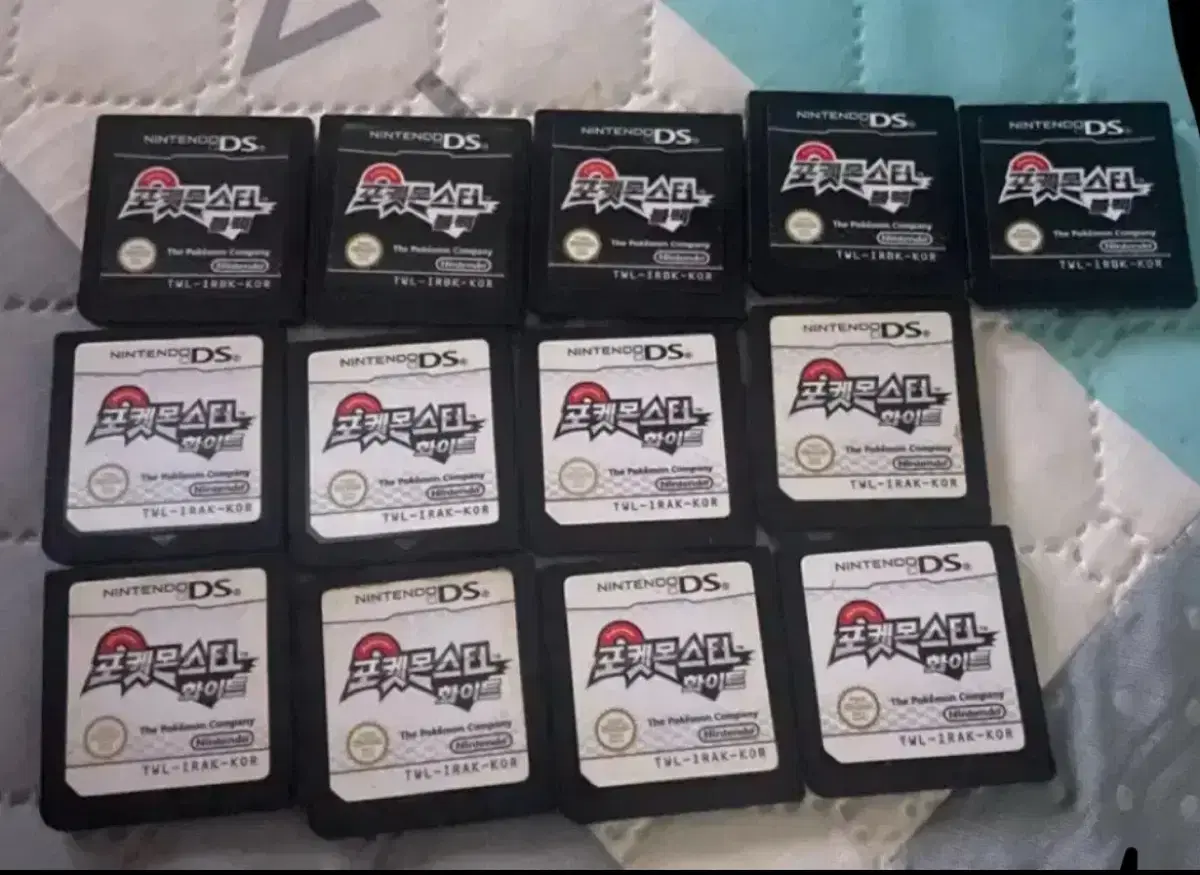 NINTENDO DS
포켓몬스터
블랙
The Pokémon Company
Nintendo
TWL-IRBK-KOR
NINTENDO DS
포켓몬스터
블랙
The Pokémon Company
Nintendo
TWL-IRBK-KOR
NINTENDO DS
포켓몬스터
블랙
The Pokémon Company
Nintendo
TWL-IRBK-KOR
NINTENDO DS
포켓몬스터
블랙
The Pokémon Company
Nintendo
TWL-IRBK-KOR
NINTENDO DS
포켓몬스터
블랙
The Pokémon Company
Nintendo
TWL-IRBK-KOR
NINTENDO DS
포켓몬스터
화이트
The Pokémon Company
Nintendo
TWL-IRAK-KOR
NINTENDO DS
포켓몬스터
화이트
The Pokémon Company
Nintendo
TWL-IRAK-KOR
NINTENDO DS
포켓몬스터
화이트
The Pokémon Company
Nintendo
TWL-IRAK-KOR
NINTENDO DS
포켓몬스터
화이트
The Pokémon Company
Nintendo
TWL-IRAK-KOR
NINTENDO DS
포켓몬스터
화이트
The Pokémon Company
Nintendo
TWL-IRAK-KOR
NINTENDO DS
포켓몬스터
화이트
The Pokémon Company
Nintendo
TWL-IRAK-KOR
NINTENDO DS
포켓몬스터
화이트
The Pokémon Company
Nintendo
TWL-IRAK-KOR
NINTENDO DS
포켓몬스터
화이트
The Pokémon Company
Nintendo
TWL-IRAK-KOR